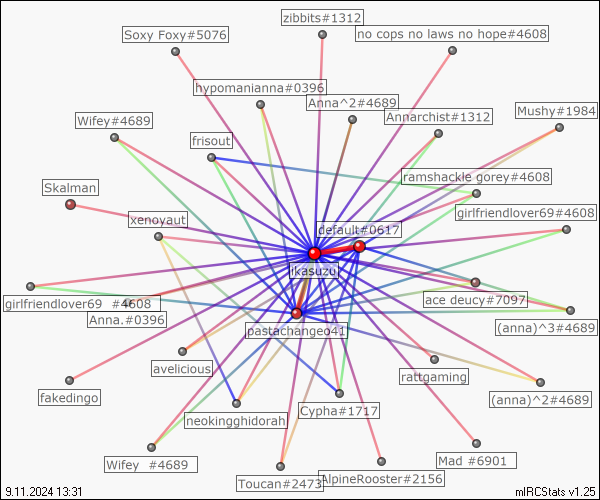 zibbits#1312
Soxy Foxy#5076
no cops no laws no hope#4608
hypomanianna#0396
Anna^2#4689
Annarchist#1312
Mushy#1984
Wifey#4689
frisout
ramshackle gorey#4608
Skalman
xenoyaut
girlfriendlover69#4608
default#0617
ikasuzu
girlfriendlover69 #4608
Anna.#0396
ace deucy#7097
(anna)^3#4689
pastachangeo41
avelicious
rattgaming
fakedingo
(anna)^2#4689
neokingghidorah
Cypha#1717
Wifey #4689
Toucan#2473
AlpineRooster#2156
Mad #6901
9.11.2024 13:31
mIRCStats v1.25